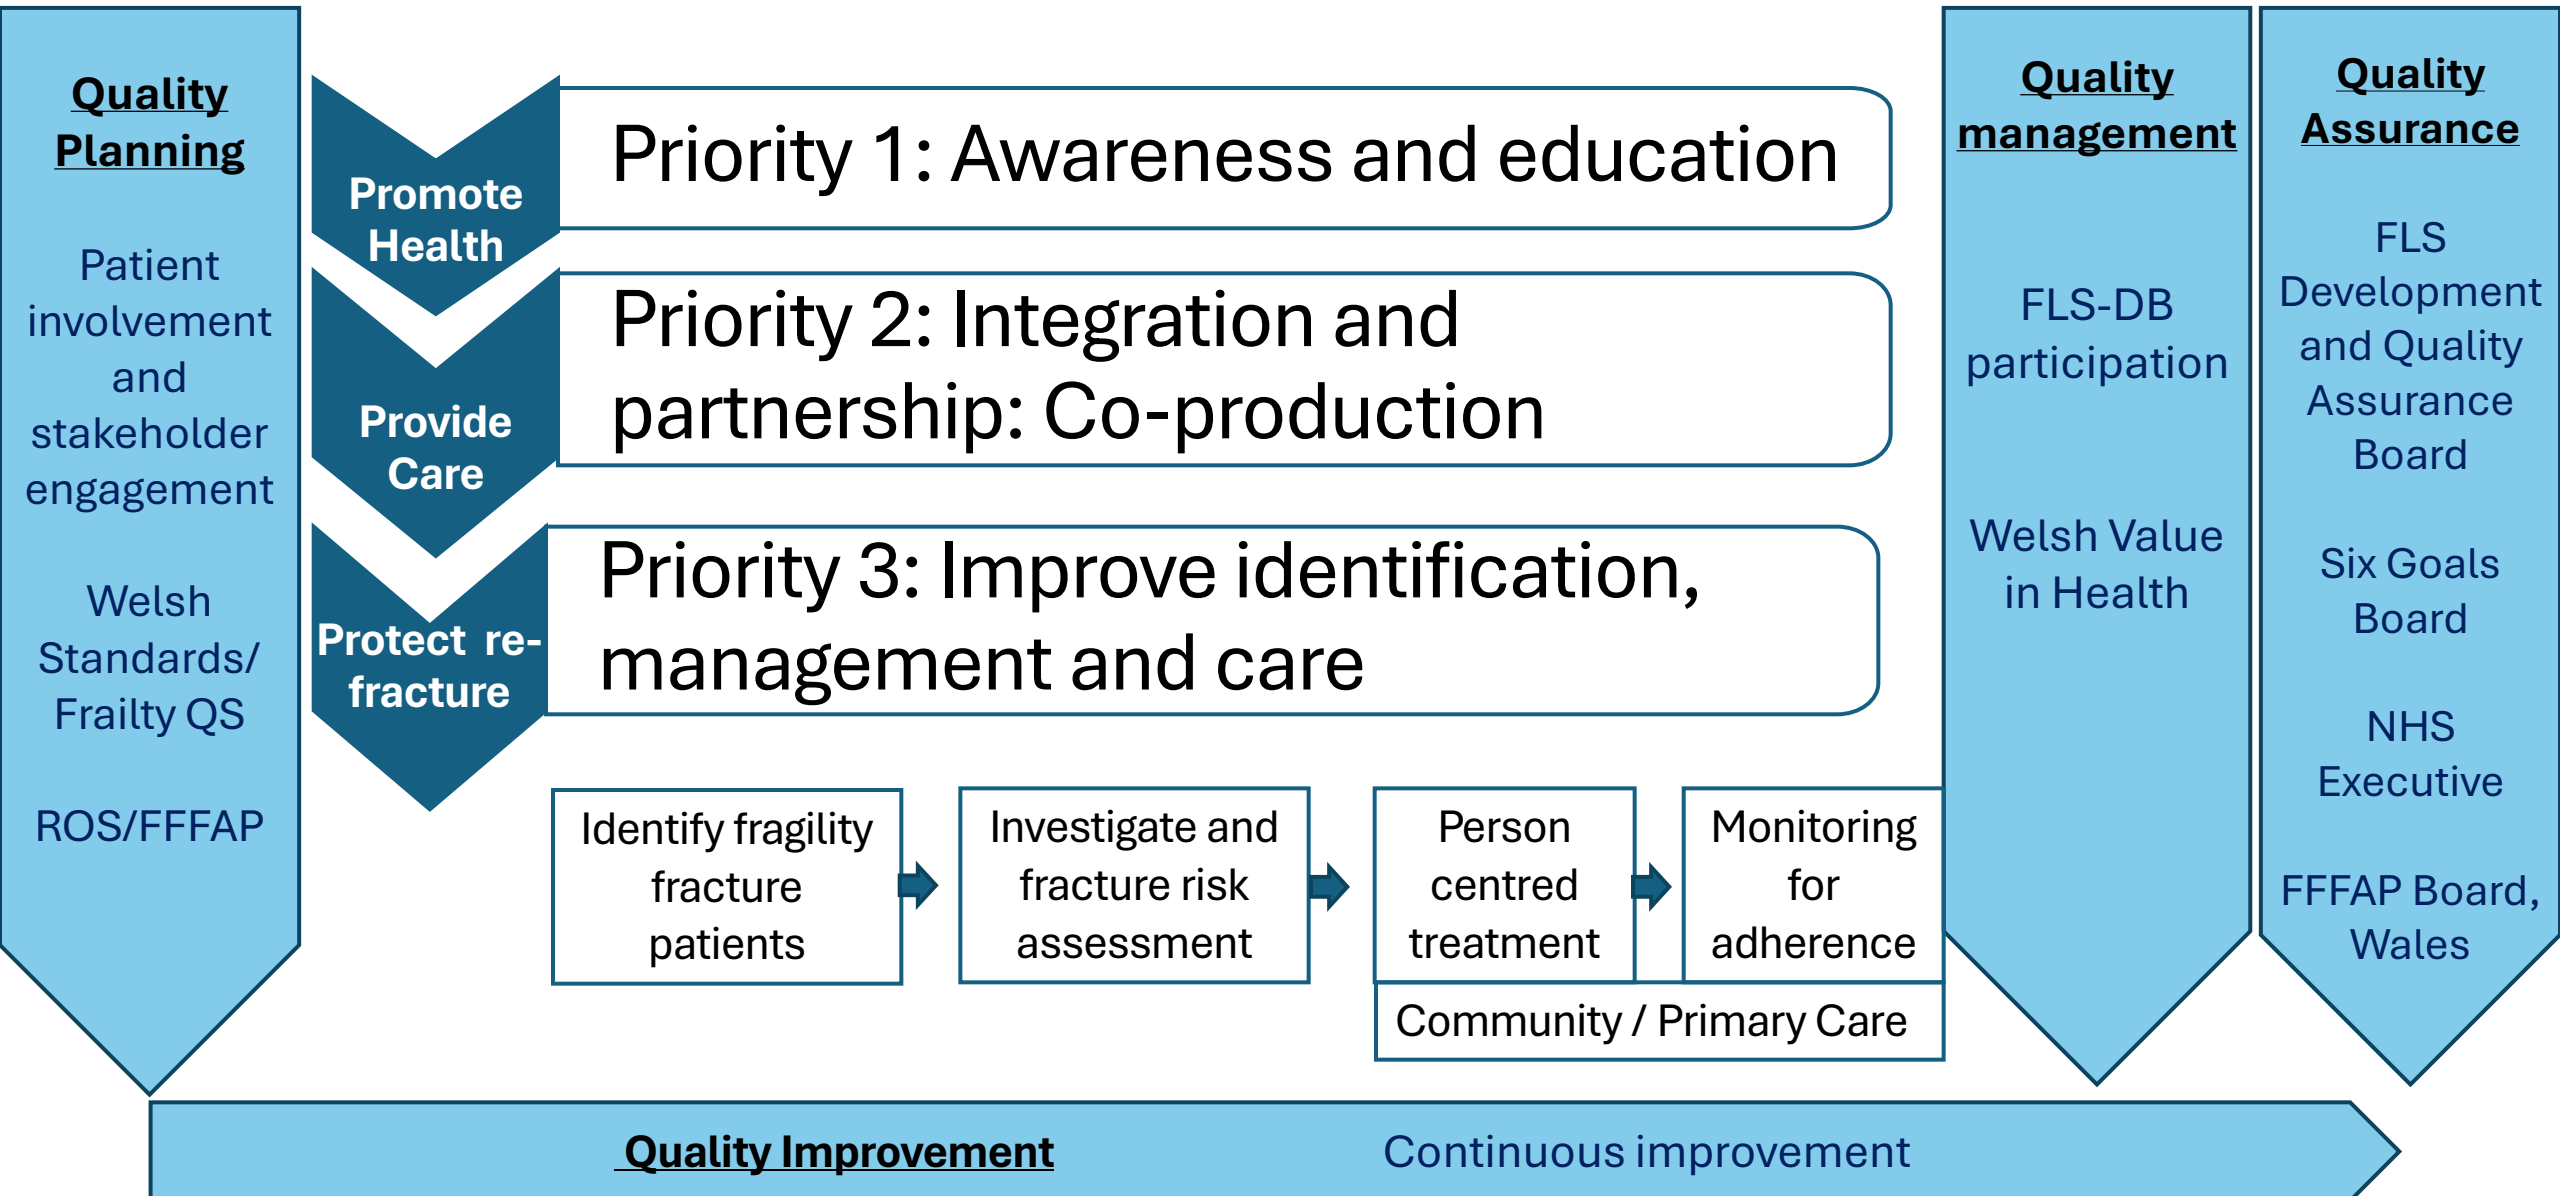 Quality
Planning
Patient
involvement
and
stakeholder
engagement
Welsh
Standards/
Frailty QS
ROS/FFFAP
Promote
Health
Priority 1: Awareness and education
Provide
Care
Priority 2: Integration and
partnership: Co-production
Protect re-
fracture
Priority 3: Improve identification,
management and care
Identify fragility
fracture
patients
Investigate and
fracture risk
assessment
Person
centred
treatment
Monitoring
for
adherence
Community / Primary Care
Quality
management
FLS-DB
participation
Welsh Value
in Health
Quality
Assurance
FLS
Development
and Quality
Assurance
Board
Six Goals
Board
NHS
Executive
FFFAP Board,
Wales
Quality Improvement
Continuous improvement